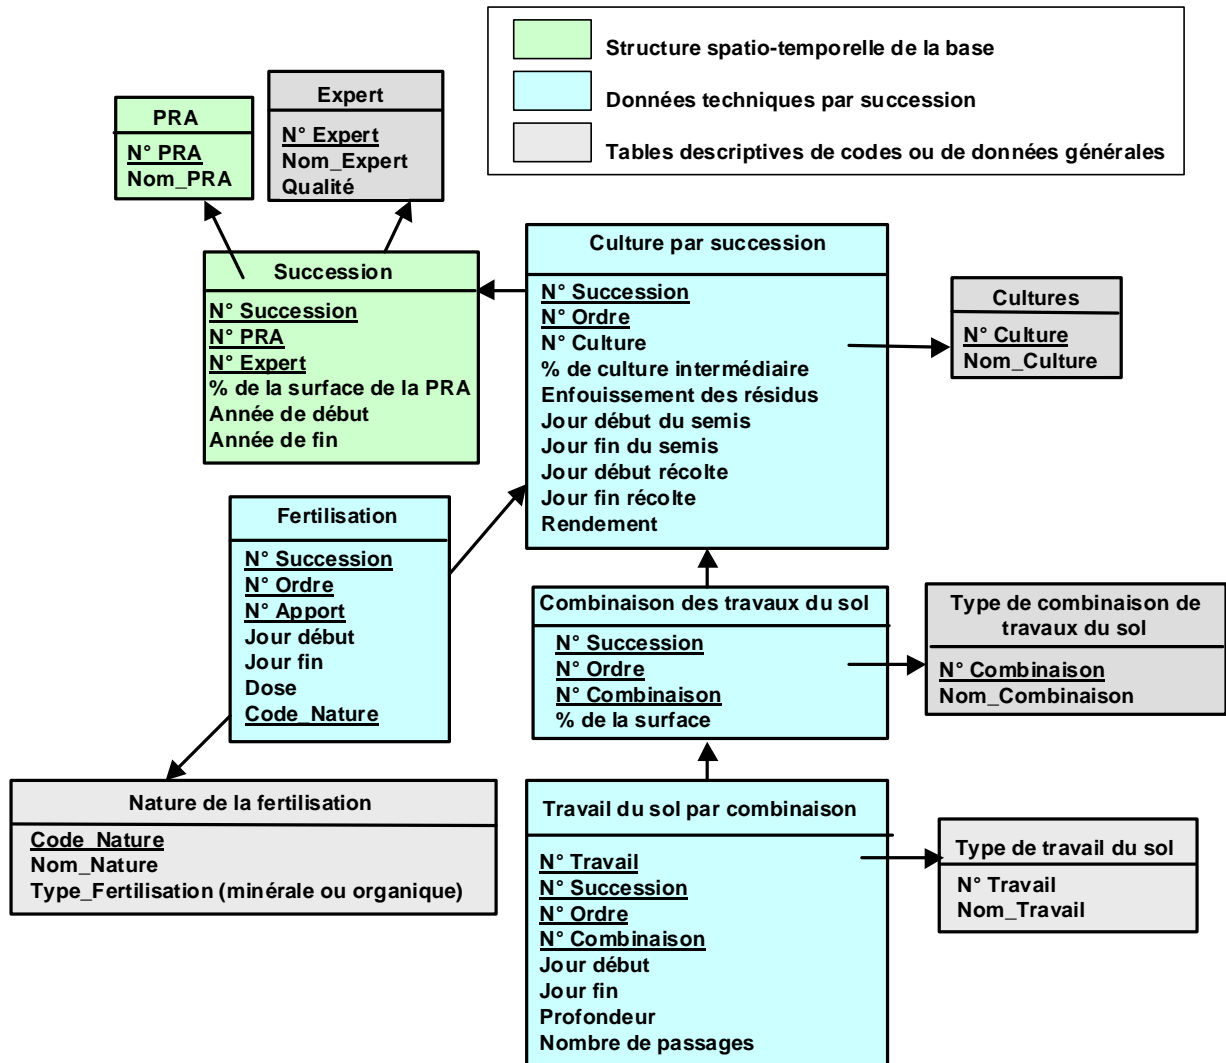 Structure spatio-temporelle de la base
Données techniques par succession
Tables descriptives de codes ou de données générales
PRA
N° PRA
Nom_PRA
Expert
N° Expert
Nom_Expert
Qualité
Succession
N° Succession
N° PRA
N° Expert
% de la surface de la PRA
Année de début
Année de fin
Culture par succession
N° Succession
N° Ordre
N° Culture
% de culture intermédiaire
Enfouissement des résidus
Jour début du semis
Jour fin du semis
Jour début récolte
Jour fin récolte
Rendement
Cultures
N° Culture
Nom_Culture
Fertilisation
N° Succession
N° Ordre
N° Apport
Jour début
Jour fin
Dose
Code_Nature
Combinaison des travaux du sol
N° Succession
N° Ordre
N° Combinaison
% de la surface
Type de combinaison de
travaux du sol
N° Combinaison
Nom_Combinaison
Nature de la fertilisation
Code_Nature
Nom_Nature
Type_Fertilisation (minérale ou organique)
Travail du sol par combinaison
N° Travail
N° Succession
N° Ordre
N° Combinaison
Jour début
Jour fin
Profondeur
Nombre de passages
Type de travail du sol
N° Travail
Nom_Travail